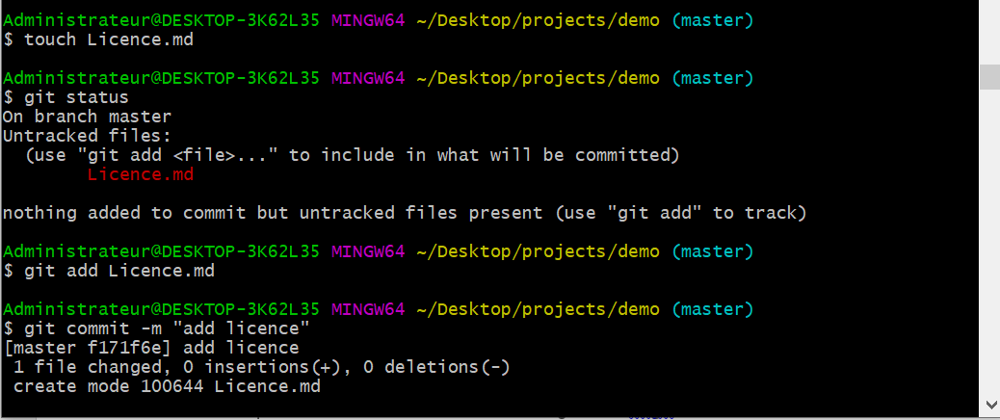 Administrateur@DESKTOP-3K62L35 MINGW64 ~/Desktop/projects/demo (master)
$ touch Licence.md
Administrateur@DESKTOP-3K62L35 MINGW64 ~/Desktop/projects/demo (master)
$ git status
On branch master
Untracked files:
  (use "git add <file>..." to include in what will be committed)
        Licence.md
nothing added to commit but untracked files present (use "git add" to track)
Administrateur@DESKTOP-3K62L35 MINGW64 ~/Desktop/projects/demo (master)
$ git add Licence.md
Administrateur@DESKTOP-3K62L35 MINGW64 ~/Desktop/projects/demo (master)
$ git commit -m "add licence"
[master f171f6e] add licence
 1 file changed, 0 insertions(+), 0 deletions(-)
 create mode 100644 Licence.md